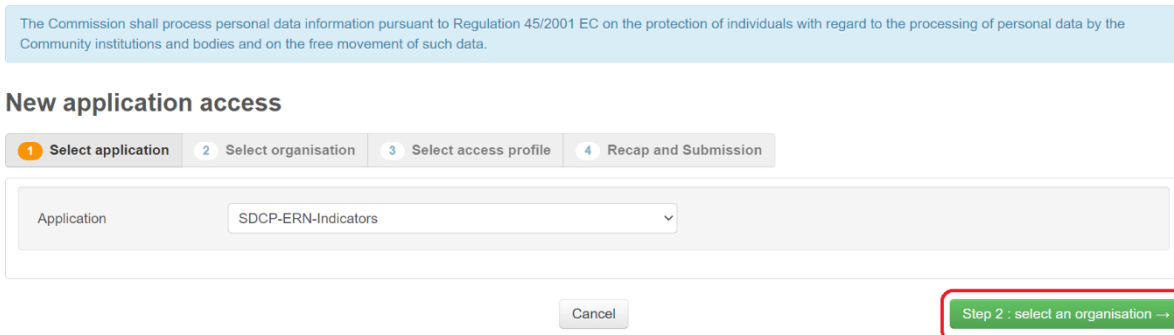 The Commission shall process personal data information pursuant to Regulation 45/2001 EC on the protection of individuals with regard to the processing of personal data by the
Community institutions and bodies and on the free movement of such data.
New application access
1 Select application 2 Select organisation 3 Select access profile 4 Recap and Submission
Application SDCP-ERN-Indicators
Cancel Step 2 : select an organisation →